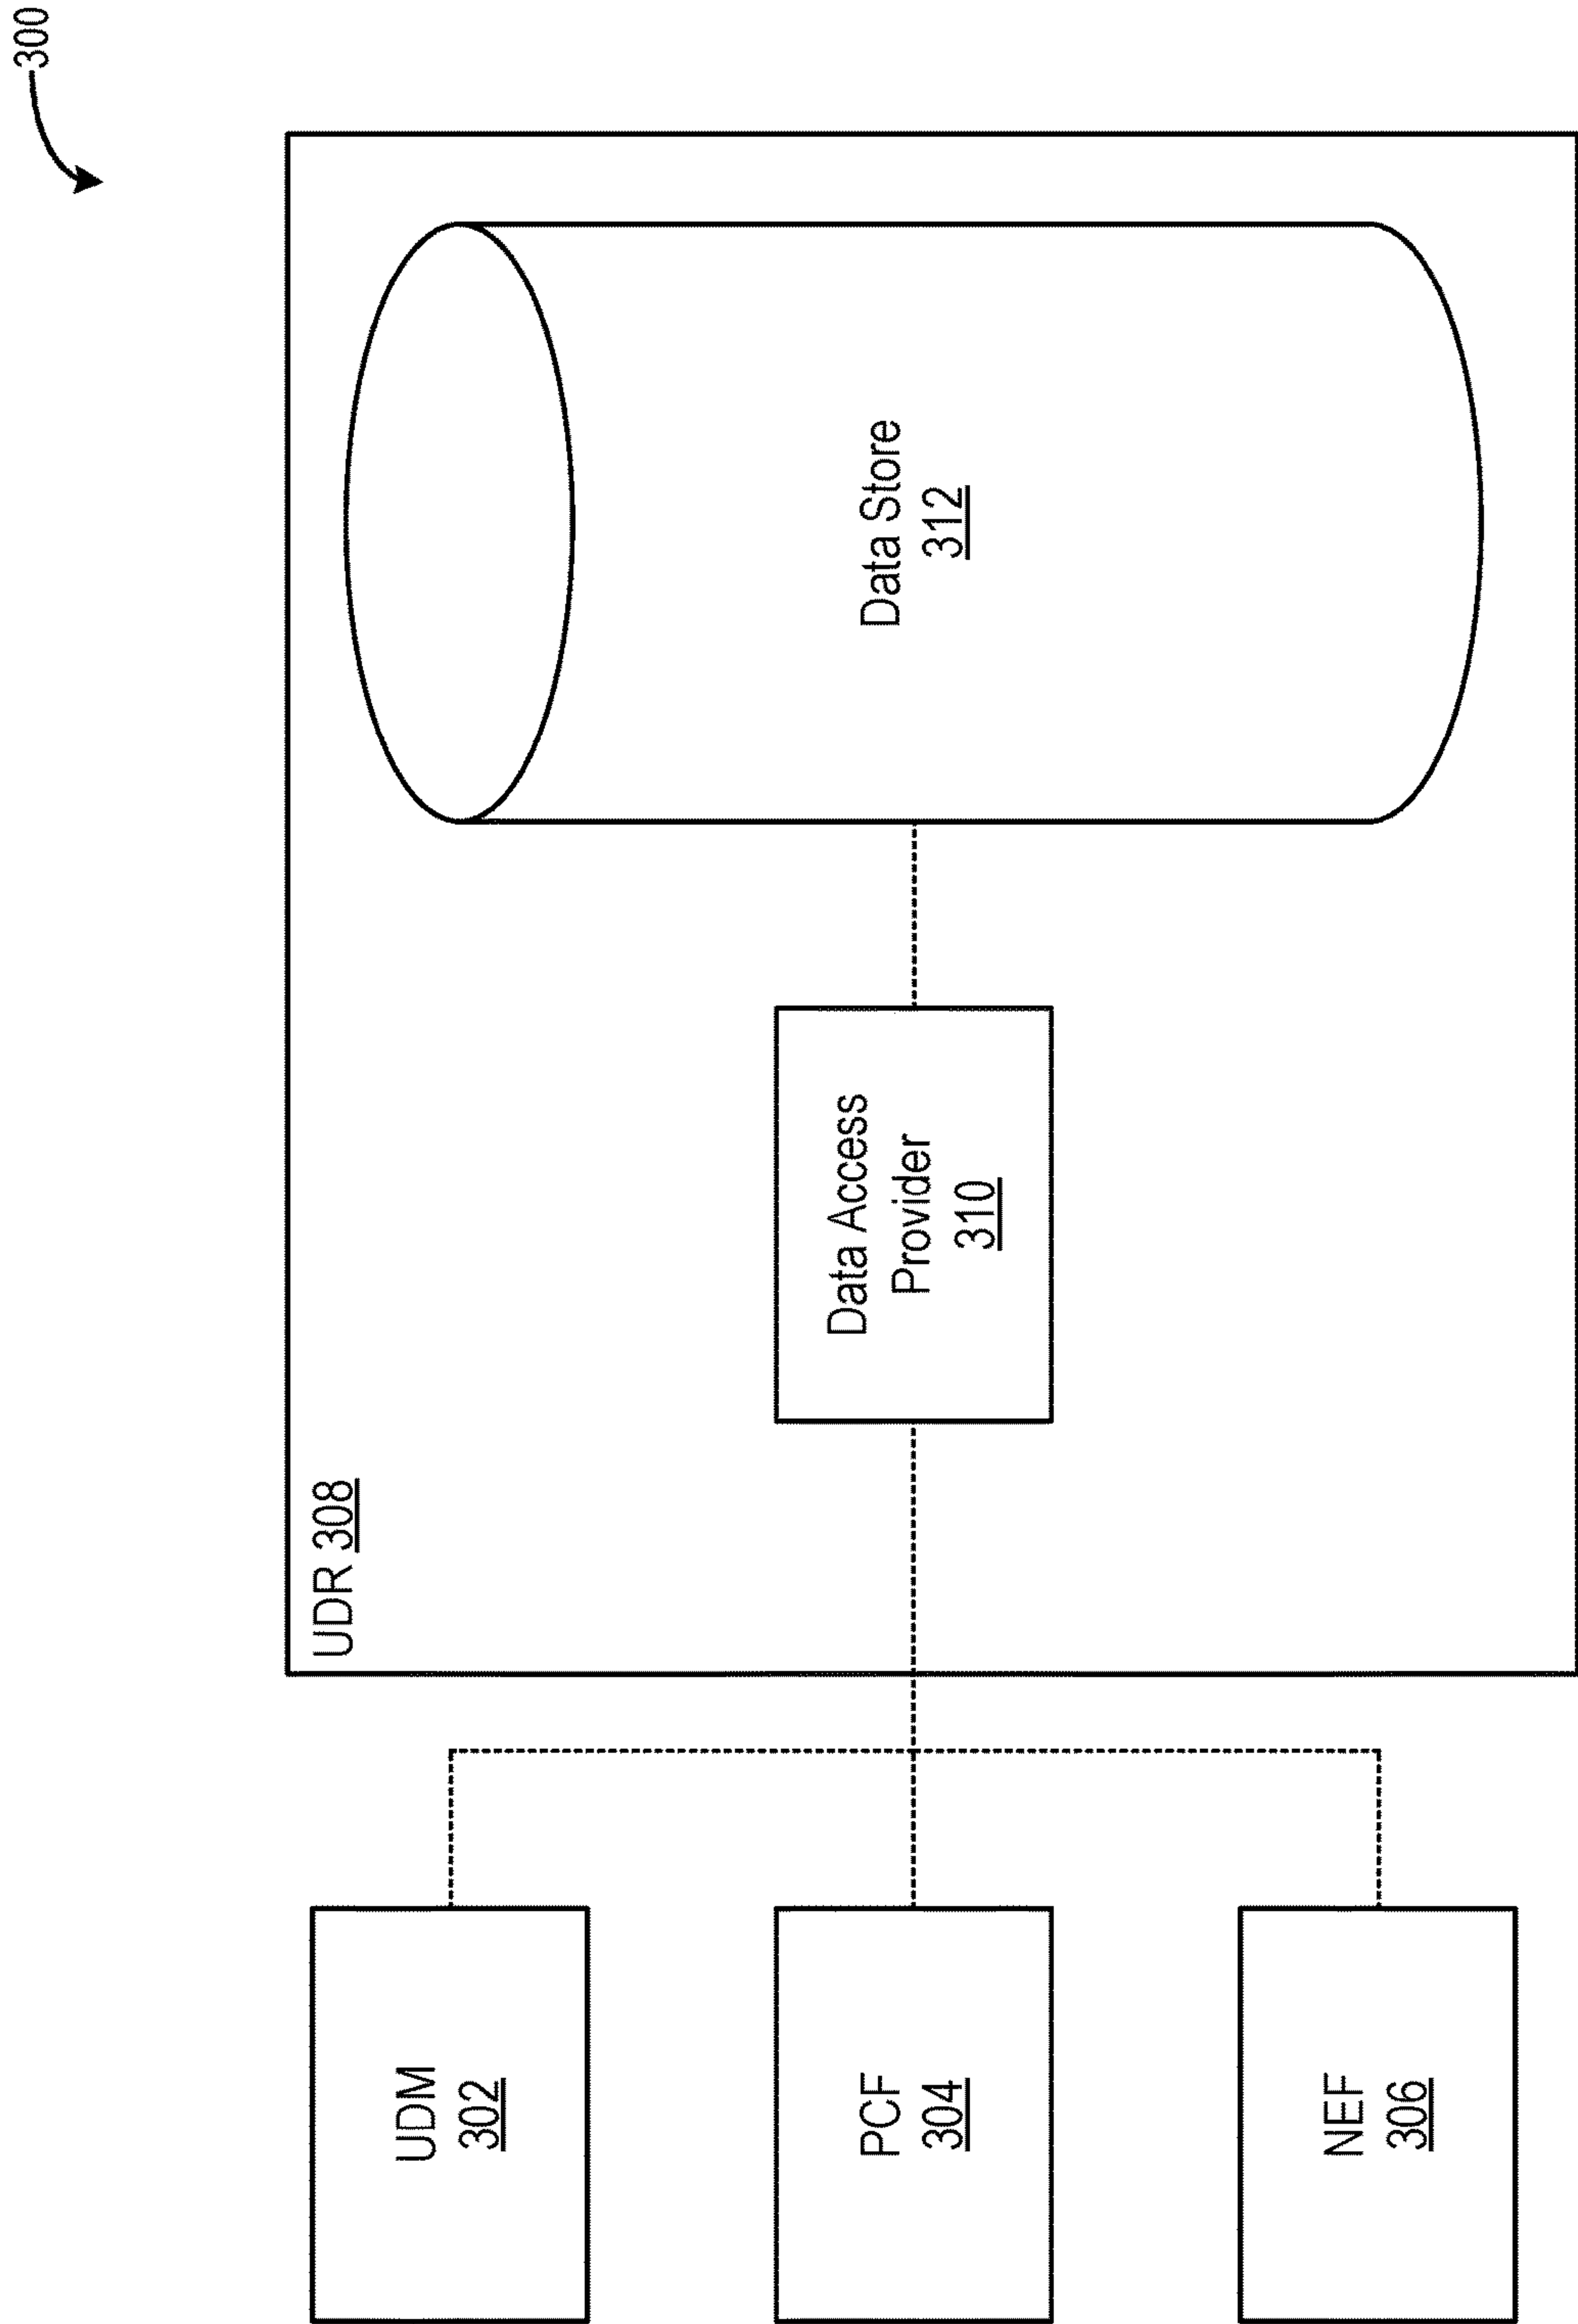 300
UDM
302
PCF
304
NEF
306
UDR 308
Data Access
Provider
310
Data Store
312